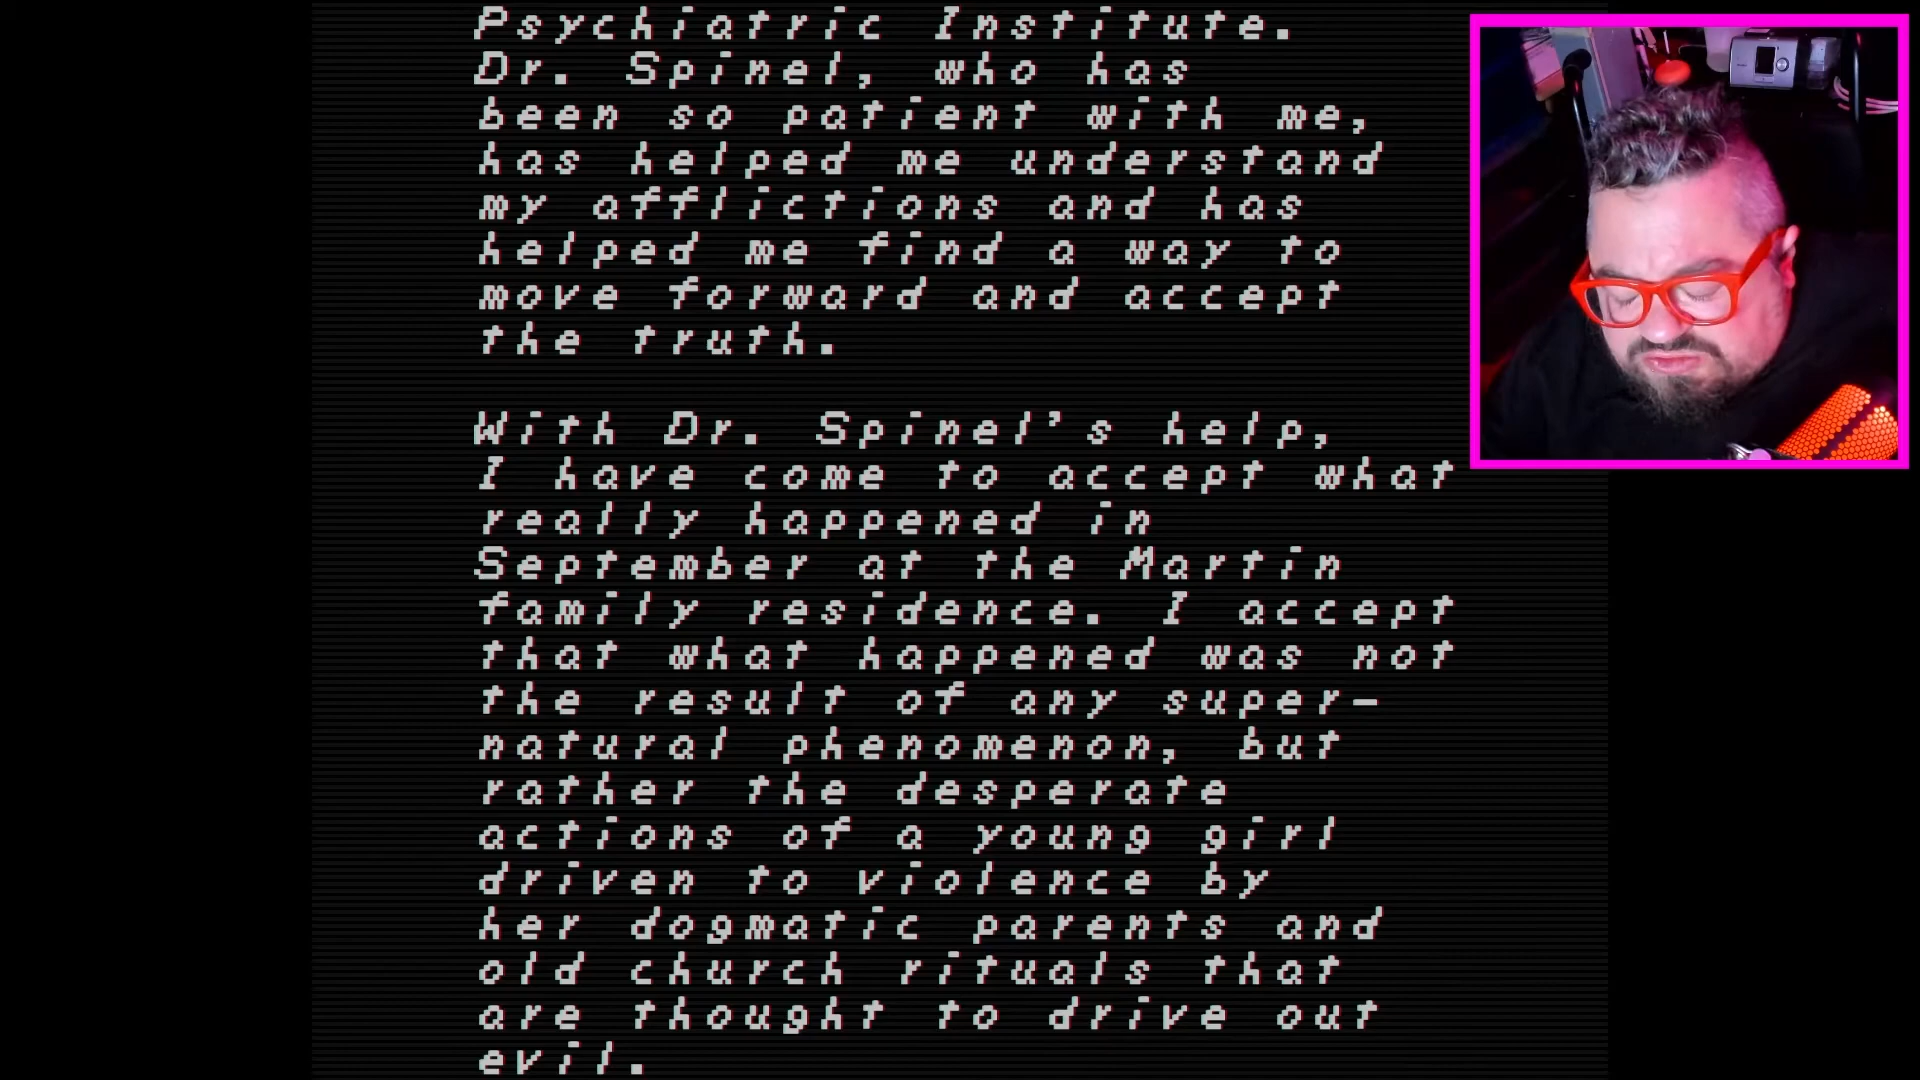 Psychiatric Institute.
Dr. Spinel, who has
been so patient with me,
has helped me understand
my afflictions and has
helped me find a way to
move forward and accept
the truth.
With Dr. Spinel's help,
I have come to accept what
really happened in
September at the Martin
family residence. I accept
that what happened was not
the result of any super-
natural phenomenon, but
rather the desperate
actions of a young girl
driven to violence by
her dogmatic parents and
old church rituals that
are thought to drive out
evil.